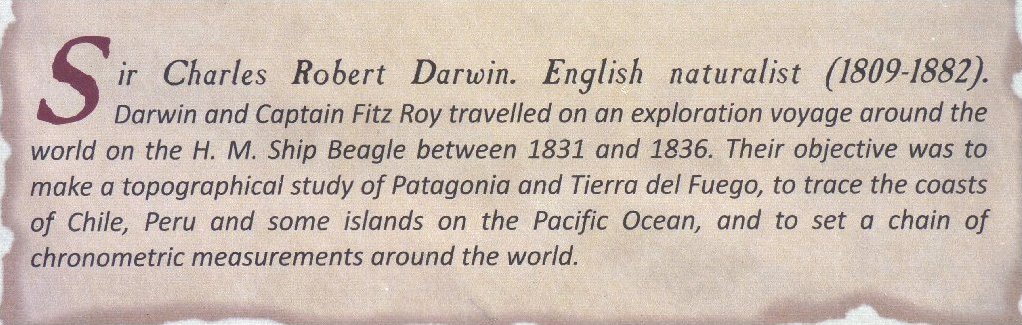 Sir Charles Robert Darwin. English naturalist (1809-1882).
Darwin and Captain Fitz Roy travelled on an exploration voyage around the
world on the H. M. Ship Beagle between 1831 and 1836. Their objective was to
make a topographical study of Patagonia and Tierra del Fuego, to trace the coasts
of Chile, Peru and some islands on the Pacific Ocean, and to set a chain of
chronometric measurements around the world.